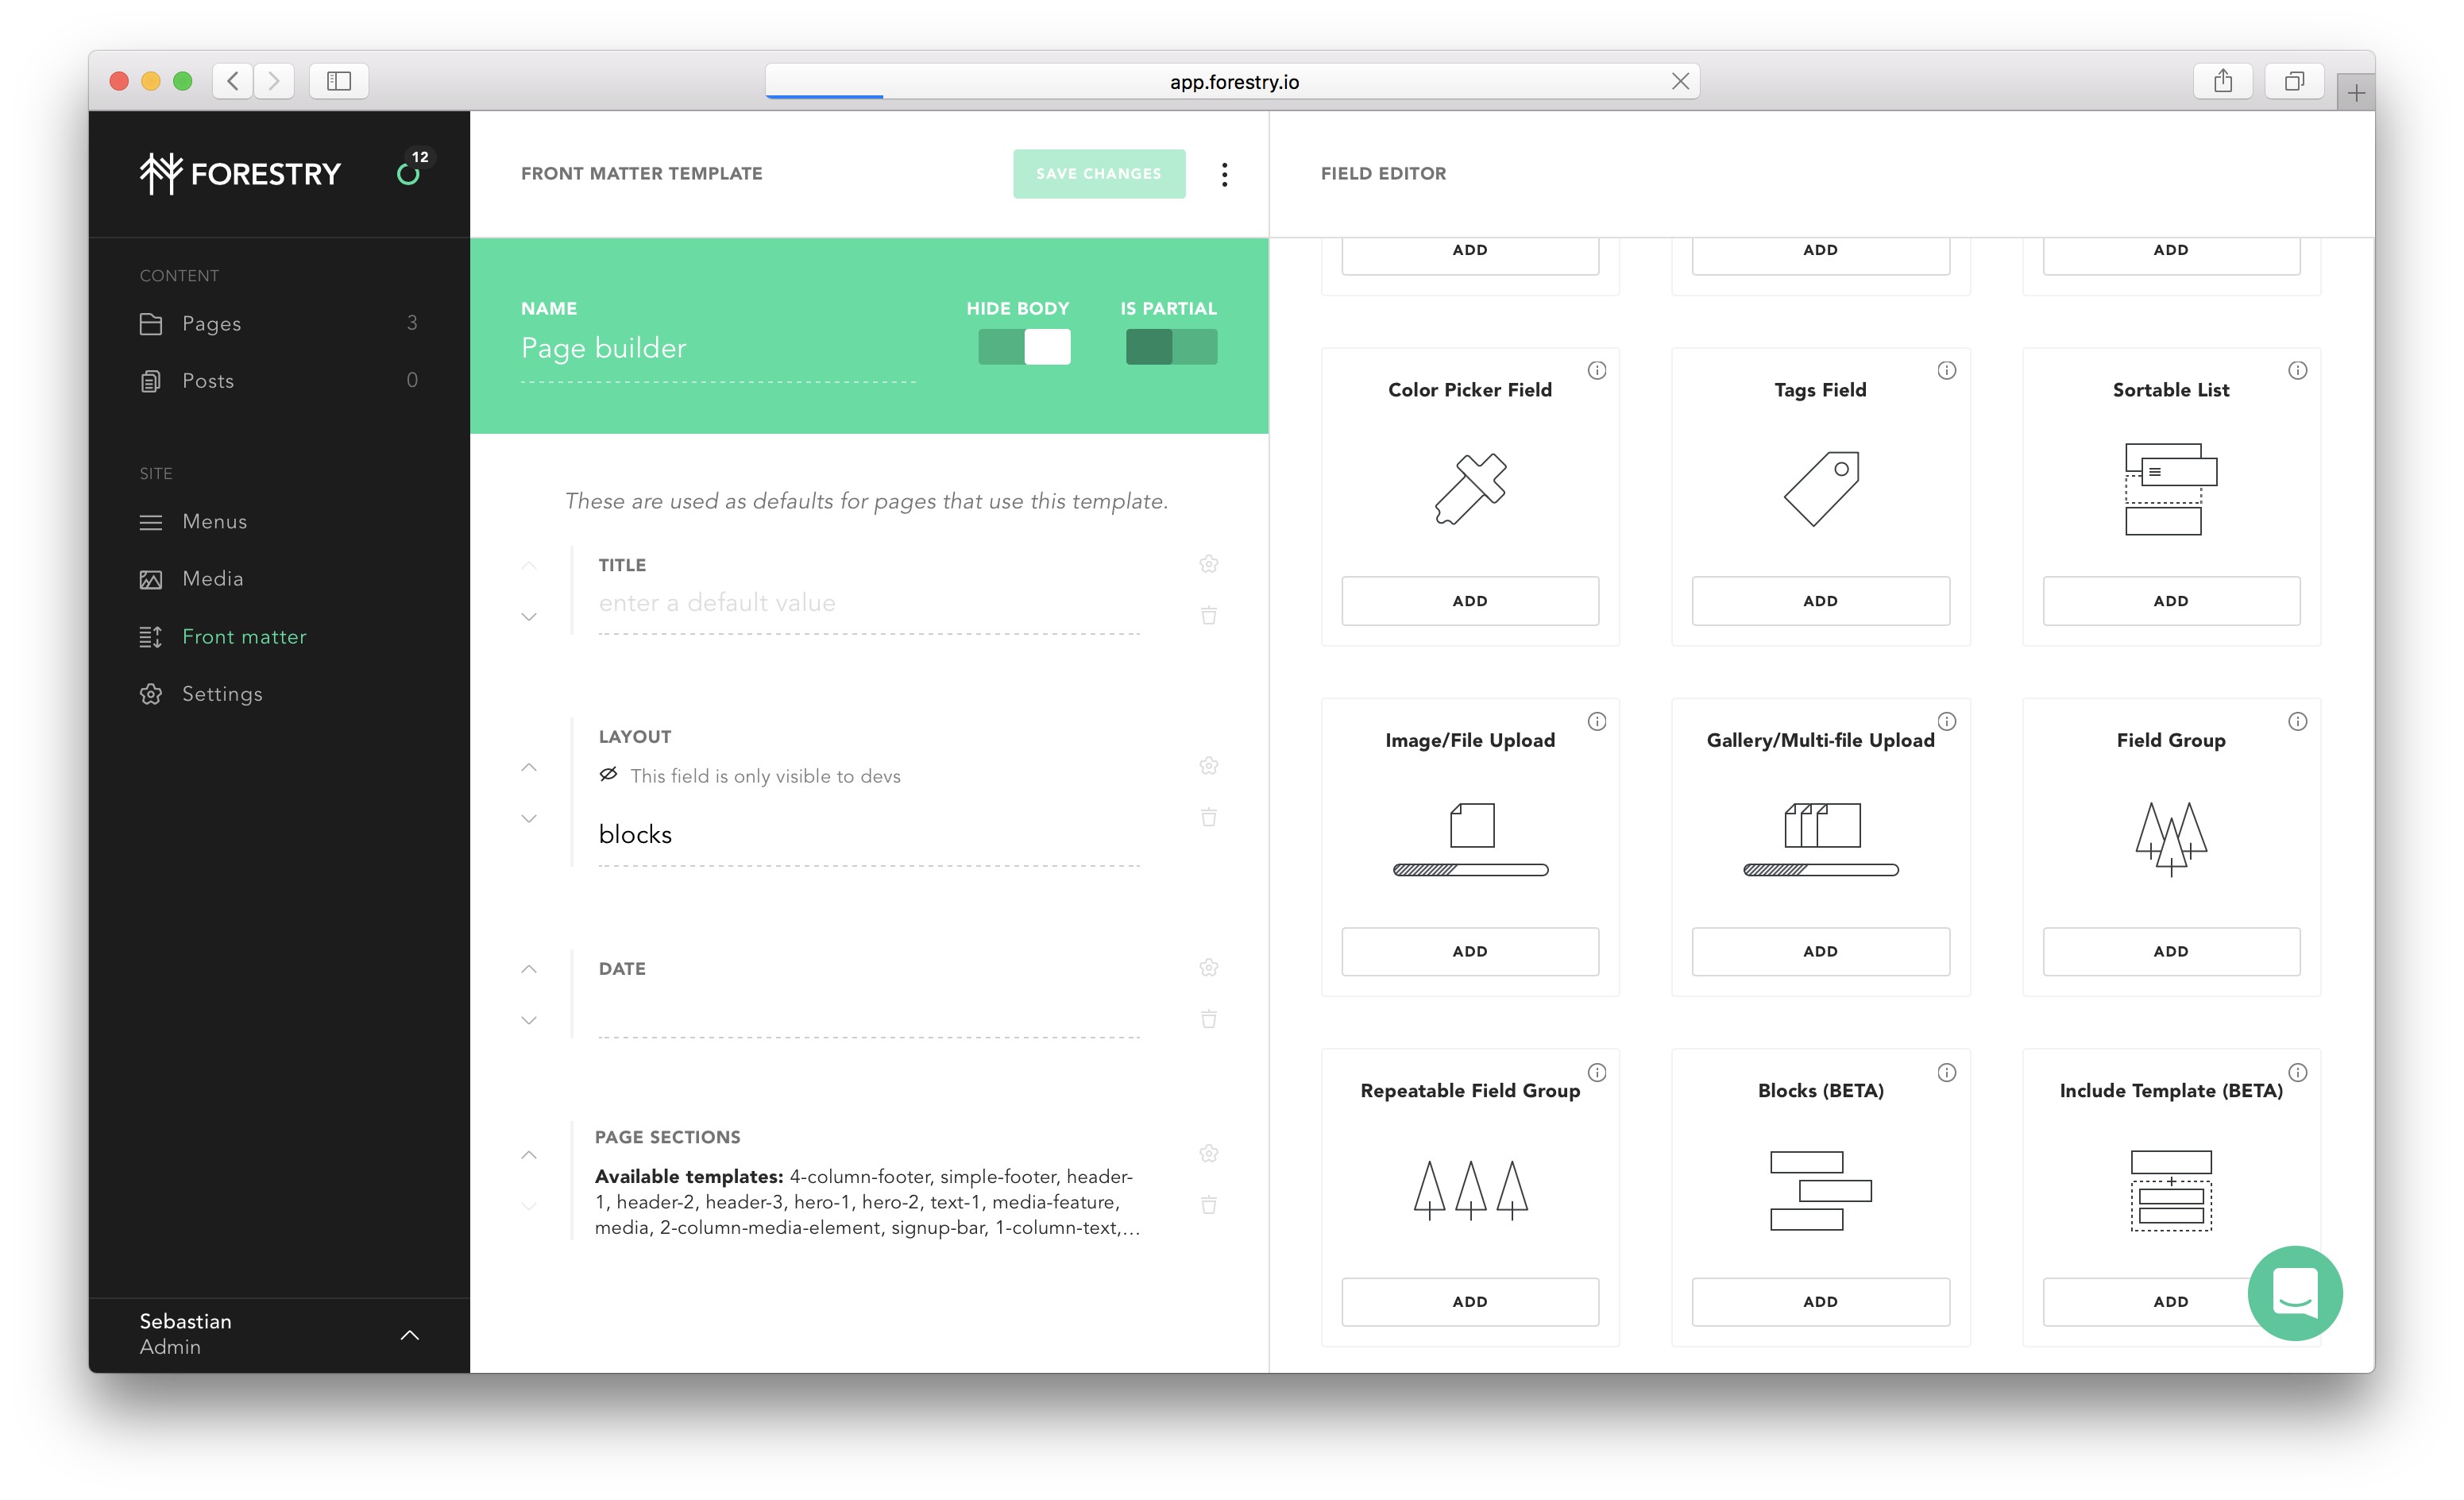 app.forestry.io
FORESTRY
12
CONTENT
Pages 3
Posts 0
SITE
Menus
Media
Front matter
Settings
Sebastian
Admin
FRONT MATTER TEMPLATE
SAVE CHANGES
NAME
Page builder
HIDE BODY
IS PARTIAL
These are used as defaults for pages that use this template.
TITLE
enter a default value
LAYOUT
This field is only visible to devs
blocks
DATE
PAGE SECTIONS
Available templates: 4-column-footer, simple-footer, header-
1, header-2, header-3, hero-1, hero-2, text-1, media-feature,
media, 2-column-media-element, signup-bar, 1-column-text,...
FIELD EDITOR
ADD
ADD
ADD
Color Picker Field
ADD
Tags Field
ADD
Sortable List
ADD
Image/File Upload
ADD
Gallery/Multi-file Upload
ADD
Field Group
ADD
Repeatable Field Group
ADD
Blocks (BETA)
ADD
Include Template (BETA)
ADD